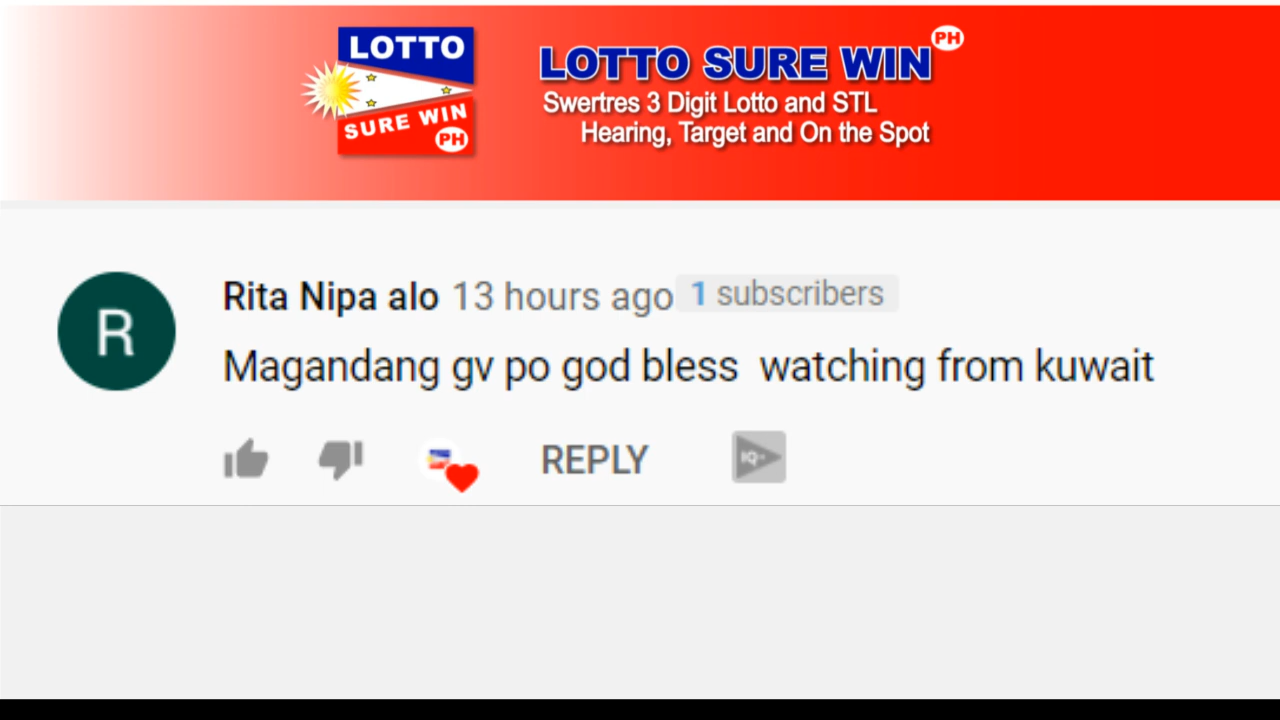 LOTTO
SURE WIN
PH
LOTTO SURE WIN PH
Swertres 3 Digit Lotto and STL
Hearing, Target and On the Spot
R
Rita Nipa alo 13 hours ago 1 subscribers
Magandang gv po god bless watching from kuwait
REPLY
IQ